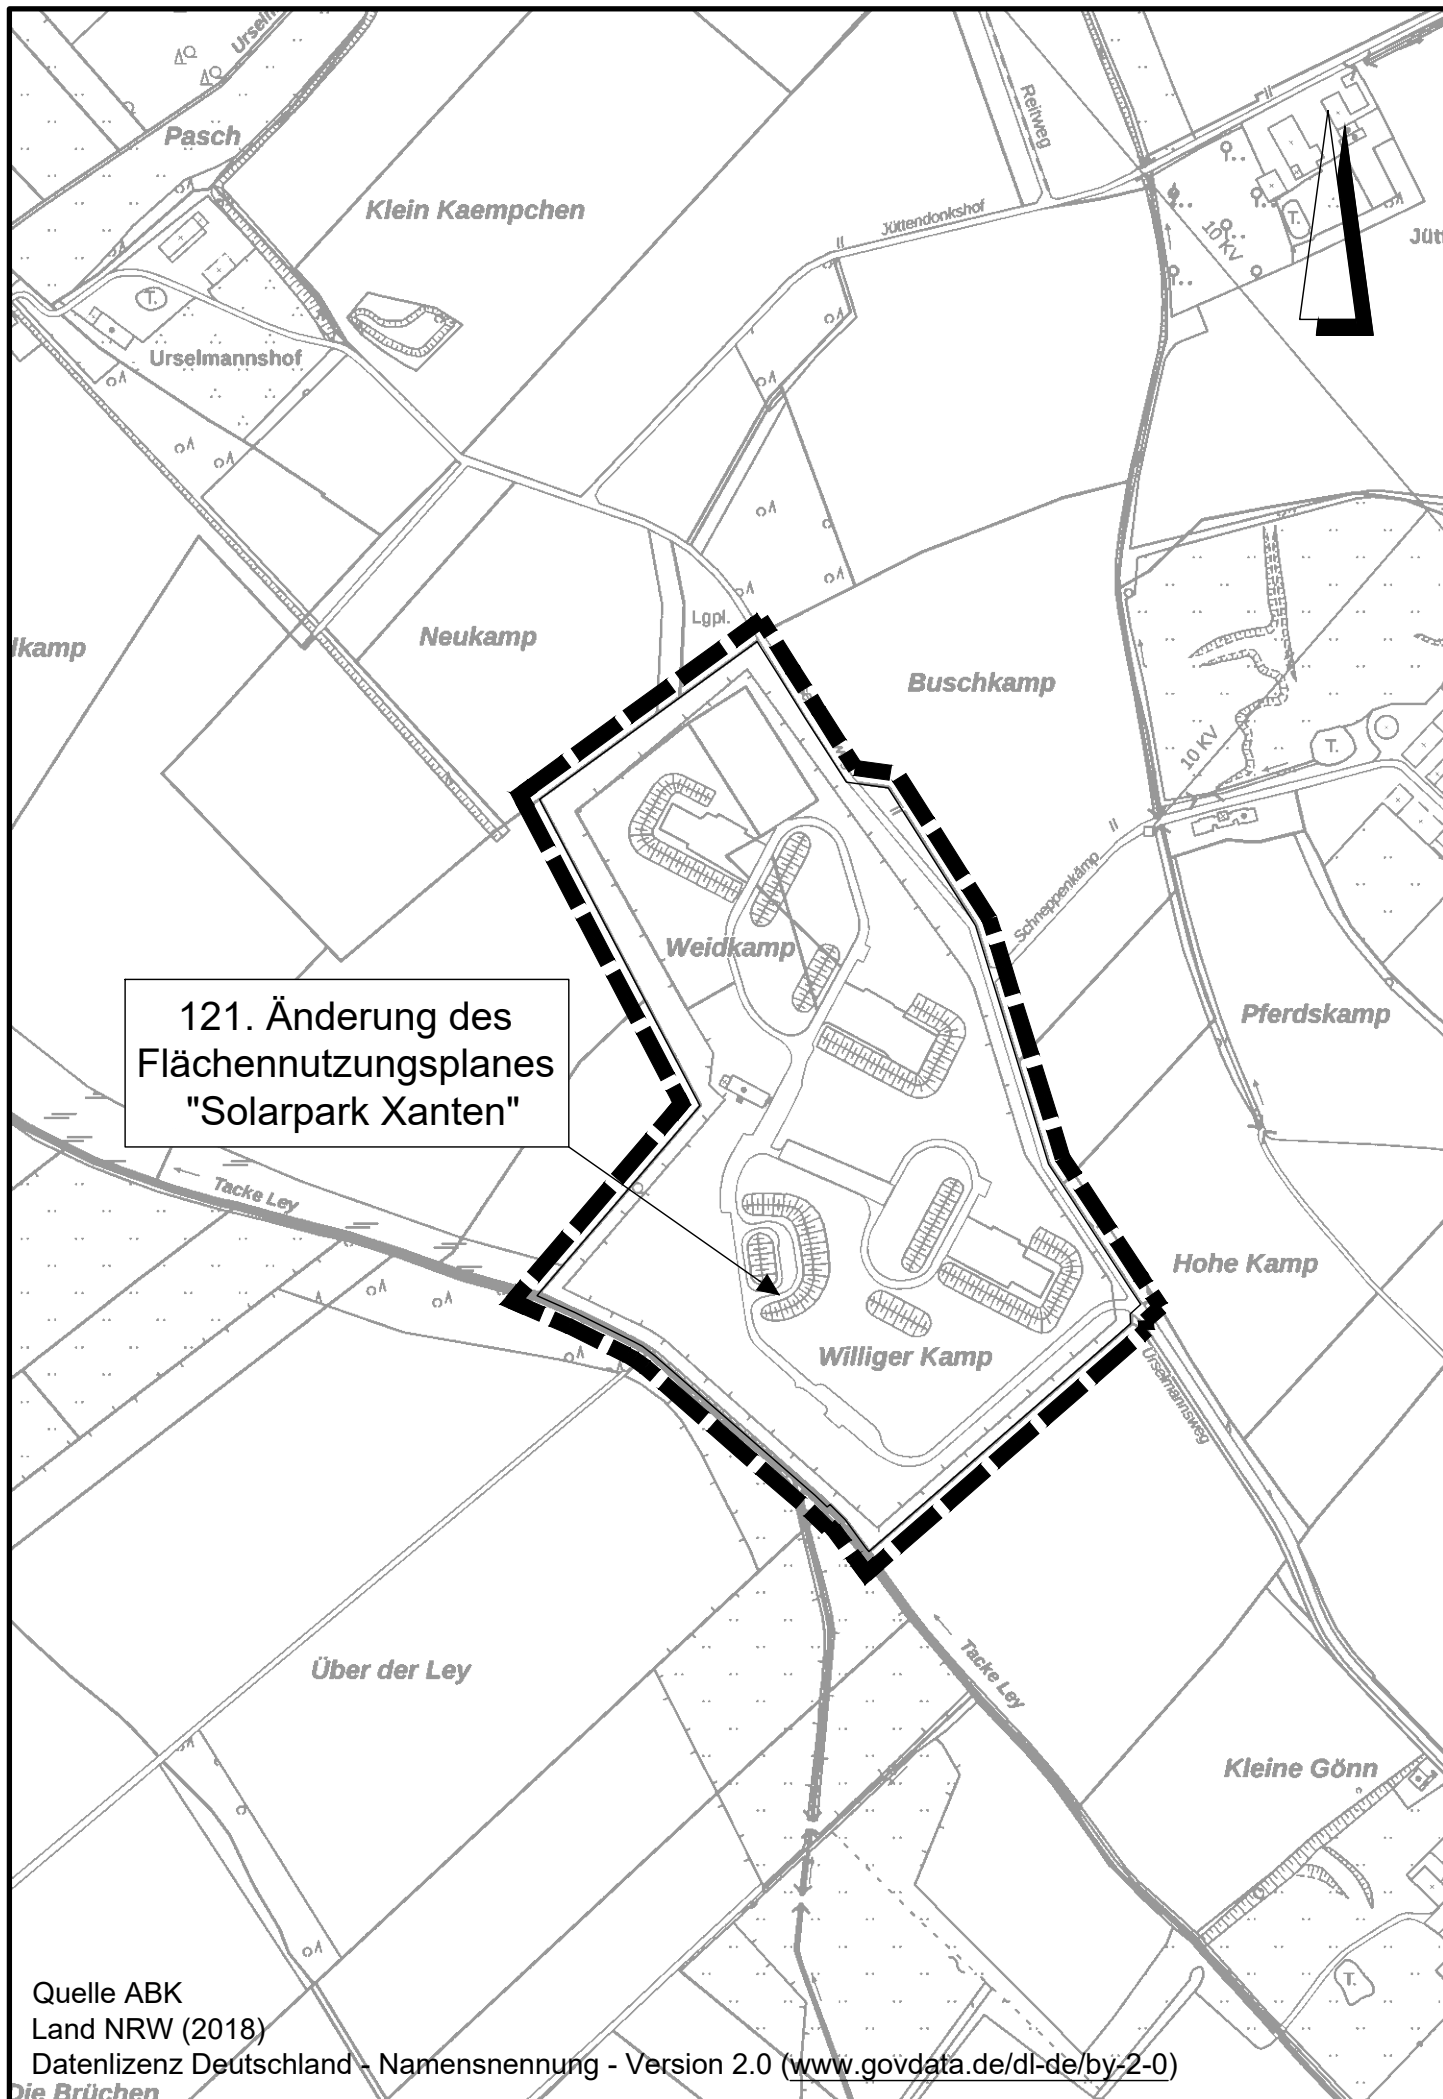 Pasch
Klein Kaempchen
Reitweg
Jüttendonkshof
10 KV
T.
T.
Urselmannshof
Neukamp
Lgpl.
Buschkamp
10 KV
T.
Schneppenkämp
Weidkamp
Pferdskamp
121. Änderung des
Flächennutzungsplanes
"Solarpark Xanten"
Tacke Ley
Hohe Kamp
Williger Kamp
Urselmannsweg
Über der Ley
Tacke Ley
Kleine Gönn
T.
Quelle ABK
Land NRW (2018)
Datenlizenz Deutschland - Namensnennung - Version 2.0 (www.govdata.de/dl-de/by-2-0)
Die Brüchen